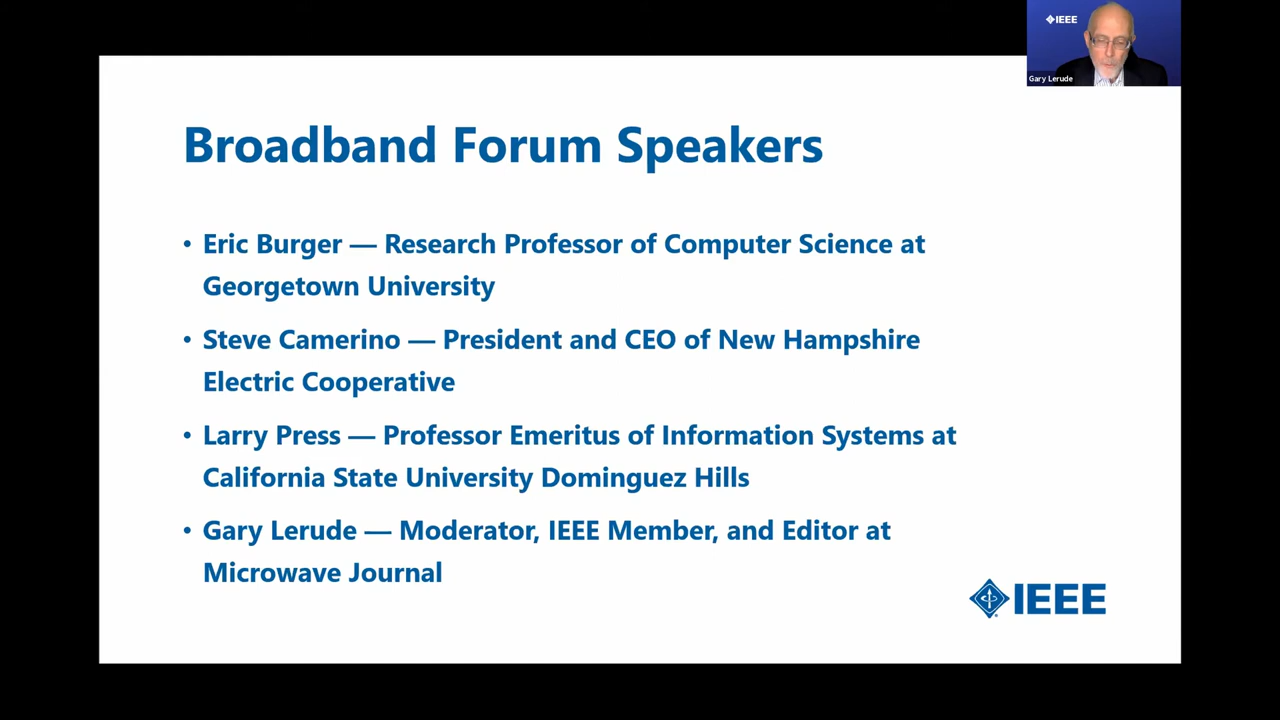 IEEE
Gary Lerude
Broadband Forum Speakers
• Eric Burger — Research Professor of Computer Science at
Georgetown University
• Steve Camerino — President and CEO of New Hampshire
Electric Cooperative
• Larry Press — Professor Emeritus of Information Systems at
California State University Dominguez Hills
• Gary Lerude — Moderator, IEEE Member, and Editor at
Microwave Journal
IEEE